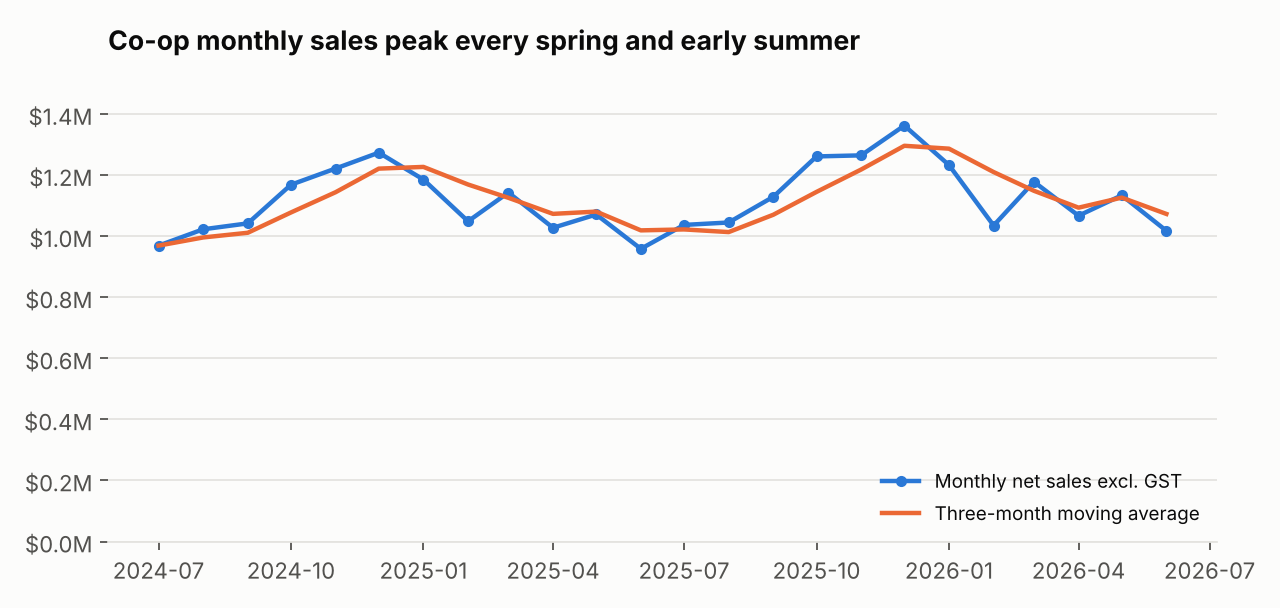 Co-op monthly sales peak every spring and early summer
$1.4M
$1.2M
$1.0M
$0.8M
$0.6M
$0.4M
$0.2M
$0.0M
Monthly net sales excl. GST
Three-month moving average
2024-07 2024-10 2025-01 2025-04 2025-07 2025-10 2026-01 2026-04 2026-07